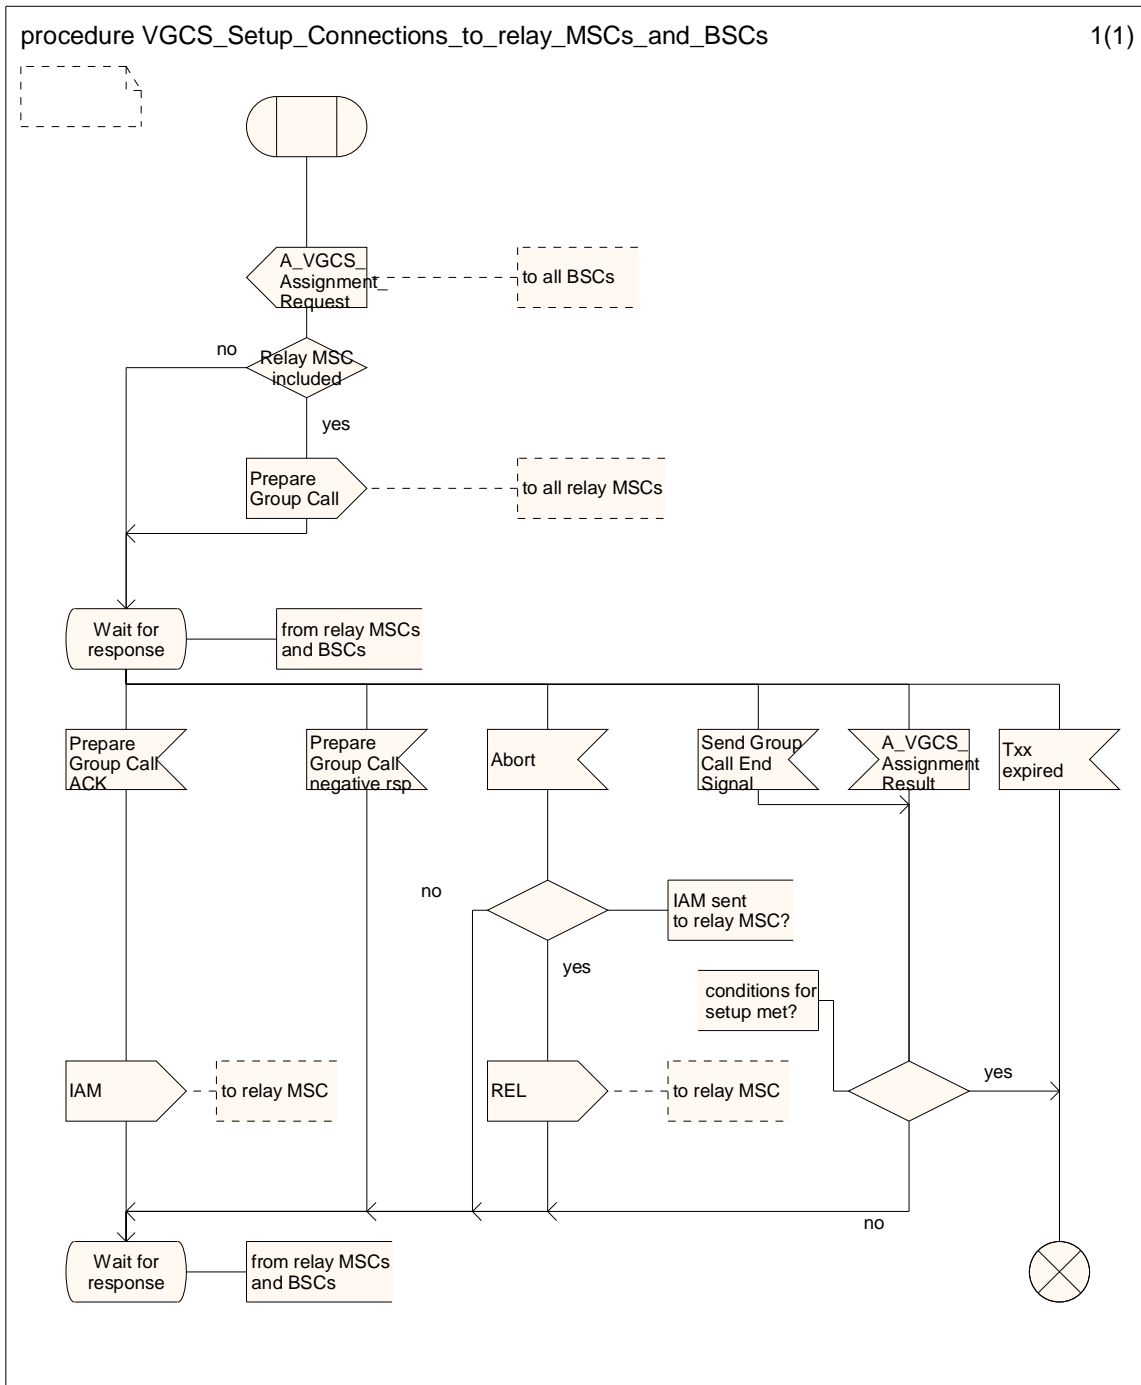 procedure VGCS_Setup_Connections_to_relay_MSCs_and_BSCs
1(1)
A_VGCS_
Assignment_
Request
to all BSCs
no
Relay MSC
included
yes
Prepare
Group Call
to all relay MSCs
Wait for
response
from relay MSCs
and BSCs
Prepare
Group Call
ACK
Prepare
Group Call
negative rsp
Abort
Send Group
Call End
Signal
A_VGCS_
Assignment
Result
Txx
expired
no
IAM sent
to relay MSC?
yes
conditions for
setup met?
IAM
to relay MSC
REL
to relay MSC
yes
no
Wait for
response
from relay MSCs
and BSCs